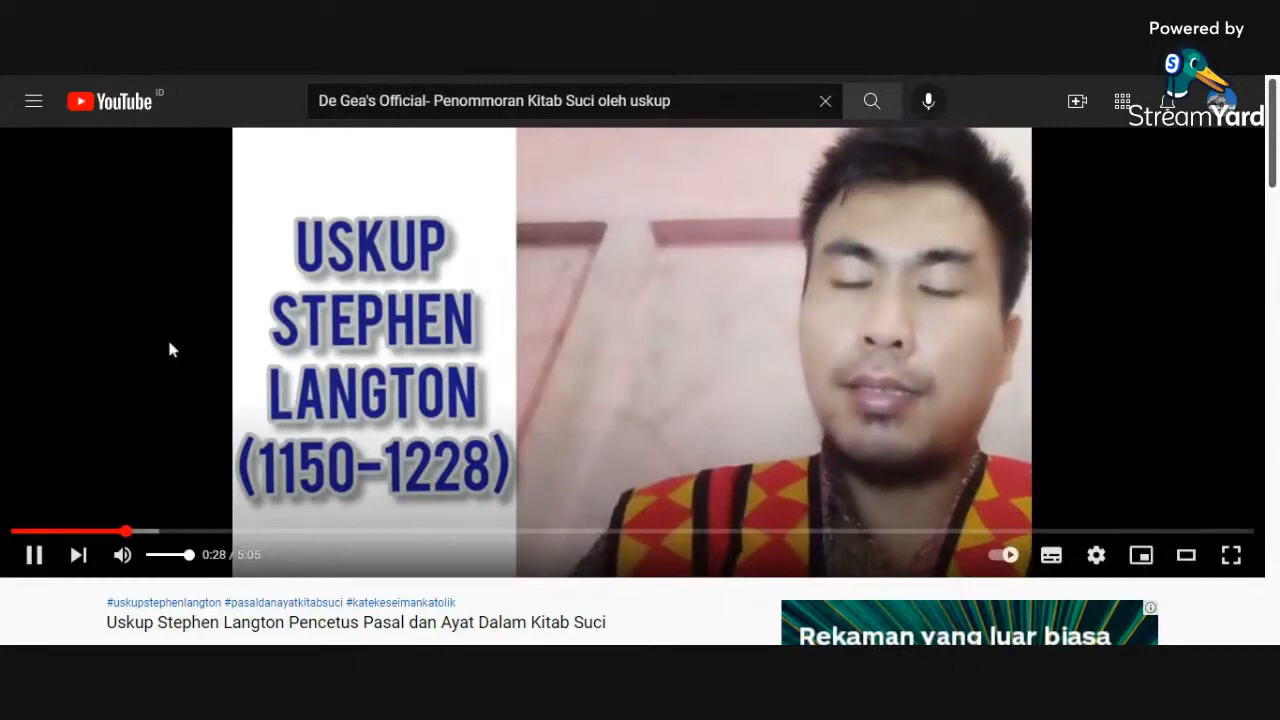 Powered by
StreamYard
YouTube ID
De Gea's Official- Penommoran Kitab Suci oleh uskup
USKUP
STEPHEN
LANGTON
(1150-1228)
0:28 / 5:05
#uskupstephenlangton #pasaldanayatkitabsuci #katekeseimankatolik
Uskup Stephen Langton Pencetus Pasal dan Ayat Dalam Kitab Suci
Rekaman yang luar biasa